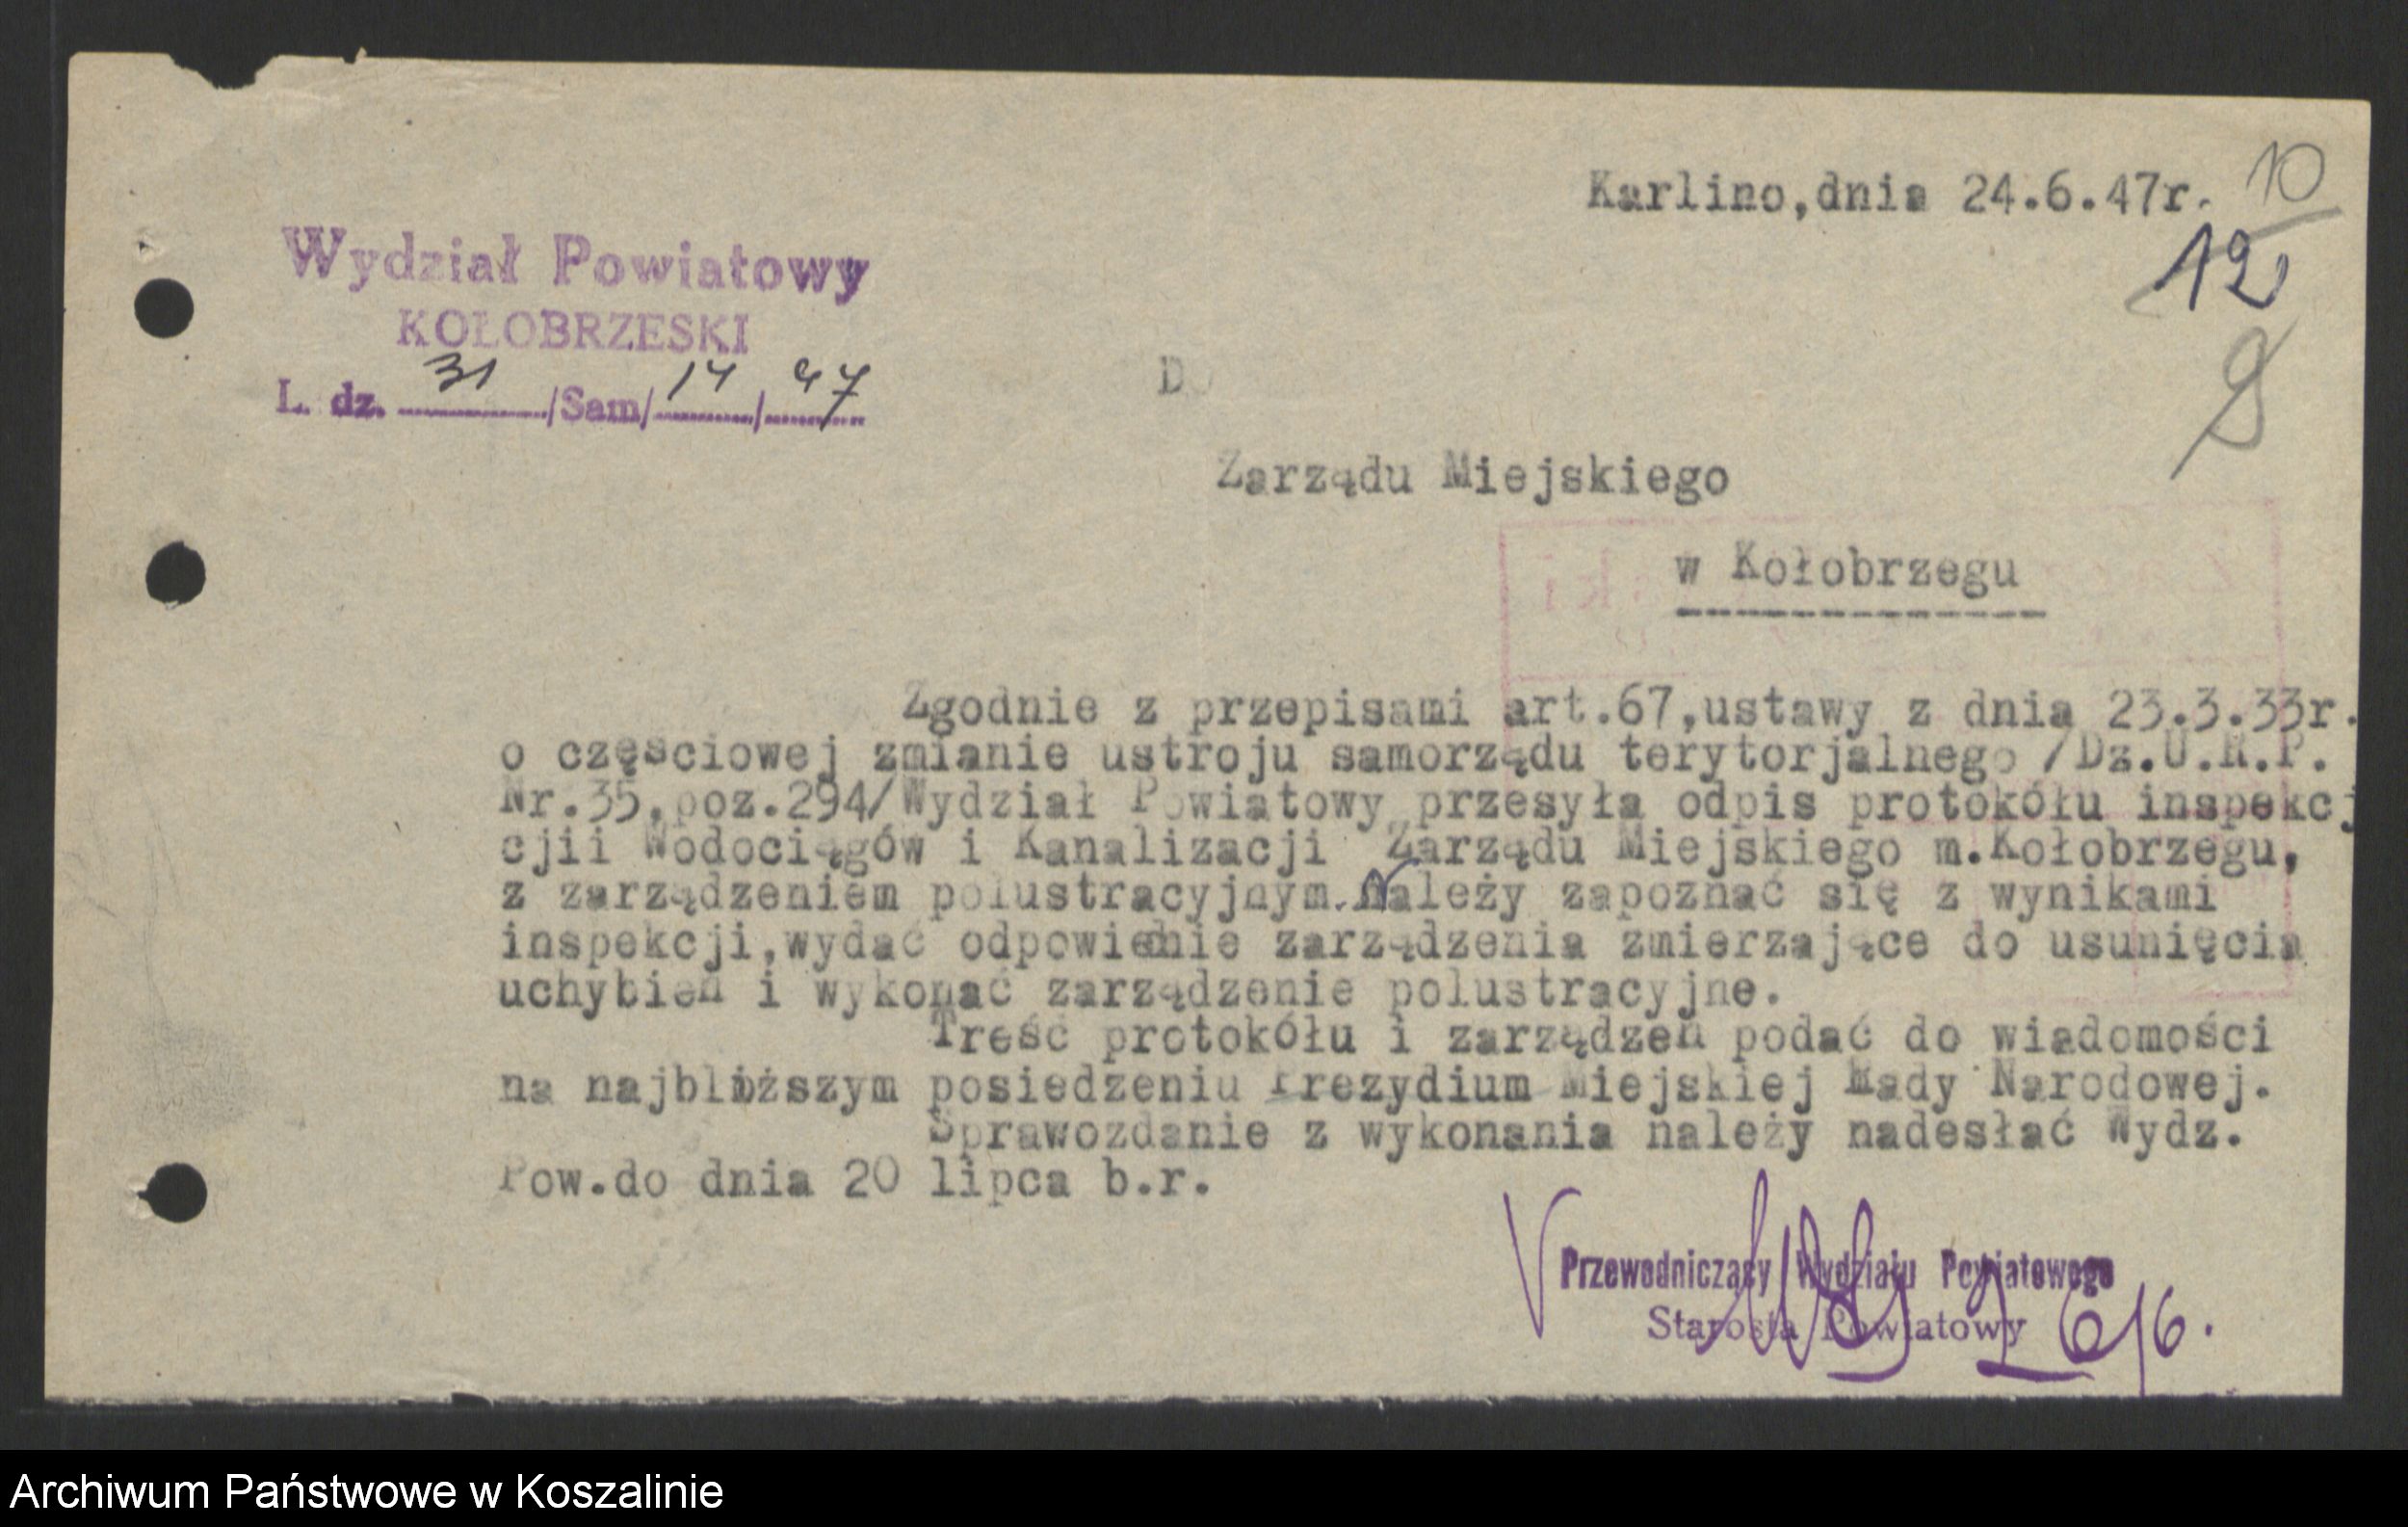 Karlino,dnia 24.6.47r.
10
12
Wydział Powiatowy
KOŁOBRZESKI
L. dz. 31 /Sam/ 14 / 47
Do
Zarządu Miejskiego
w Kołobrzegu
Zgodnie z przepisami art.67,ustawy z dnia 23.3.33r.
o częściowej zmianie ustroju samorządu terytorjalnego /Dz.U.R.P.
Nr.35,poz.294/Wydział Powiatowy przesyła odpis protokółu inspekcj
cjii Wodociągów i Kanalizacji Zarządu Miejskiego m.Kołobrzegu,
z zarządzeniem polustracyjnym. Należy zapoznać się z wynikami
inspekcji,wydać odpowiednie zarządzenia zmierzające do usunięcia
uchybień i wykonać zarządzenie polustracyjne.
Treść protokółu i zarządzeń podać do wiadomości
na najbliższym posiedzeniu Prezydium Miejskiej Rady Narodowej.
Sprawozdanie z wykonania należy nadesłać Wydz.
Pow.do dnia 20 lipca b.r.
Przewodniczący Wydziału Powiatowego
Starosta Powiatowy
Archiwum Państwowe w Koszalinie